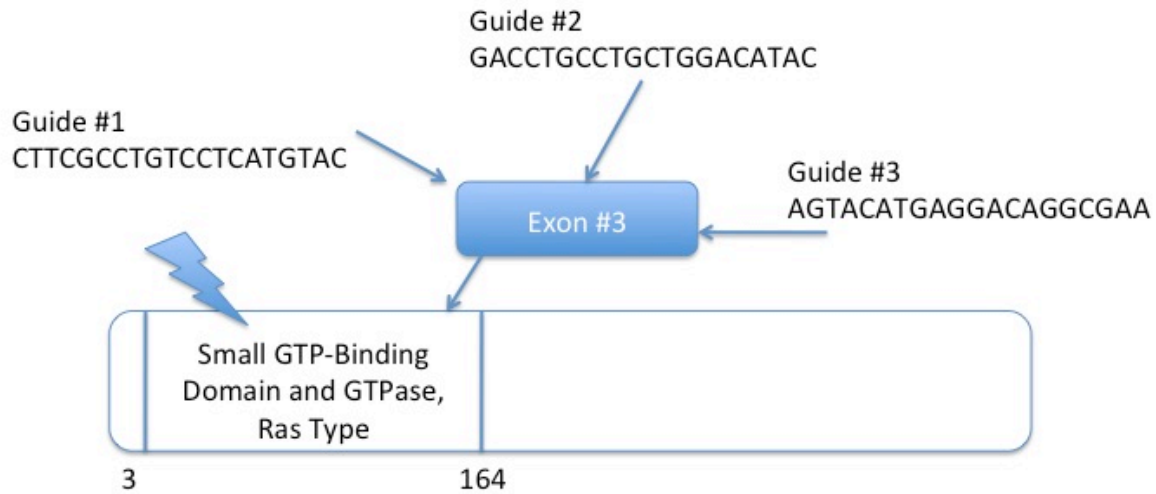 Guide #2
GACCTGCCTGCTGGACATAC
Guide #1
CTTCGCCTGTCCTCATGTAC
Guide #3
AGTACATGAGGACAGGCGAA
Exon #3
Small GTP-Binding
Domain and GTPase,
Ras Type
3
164